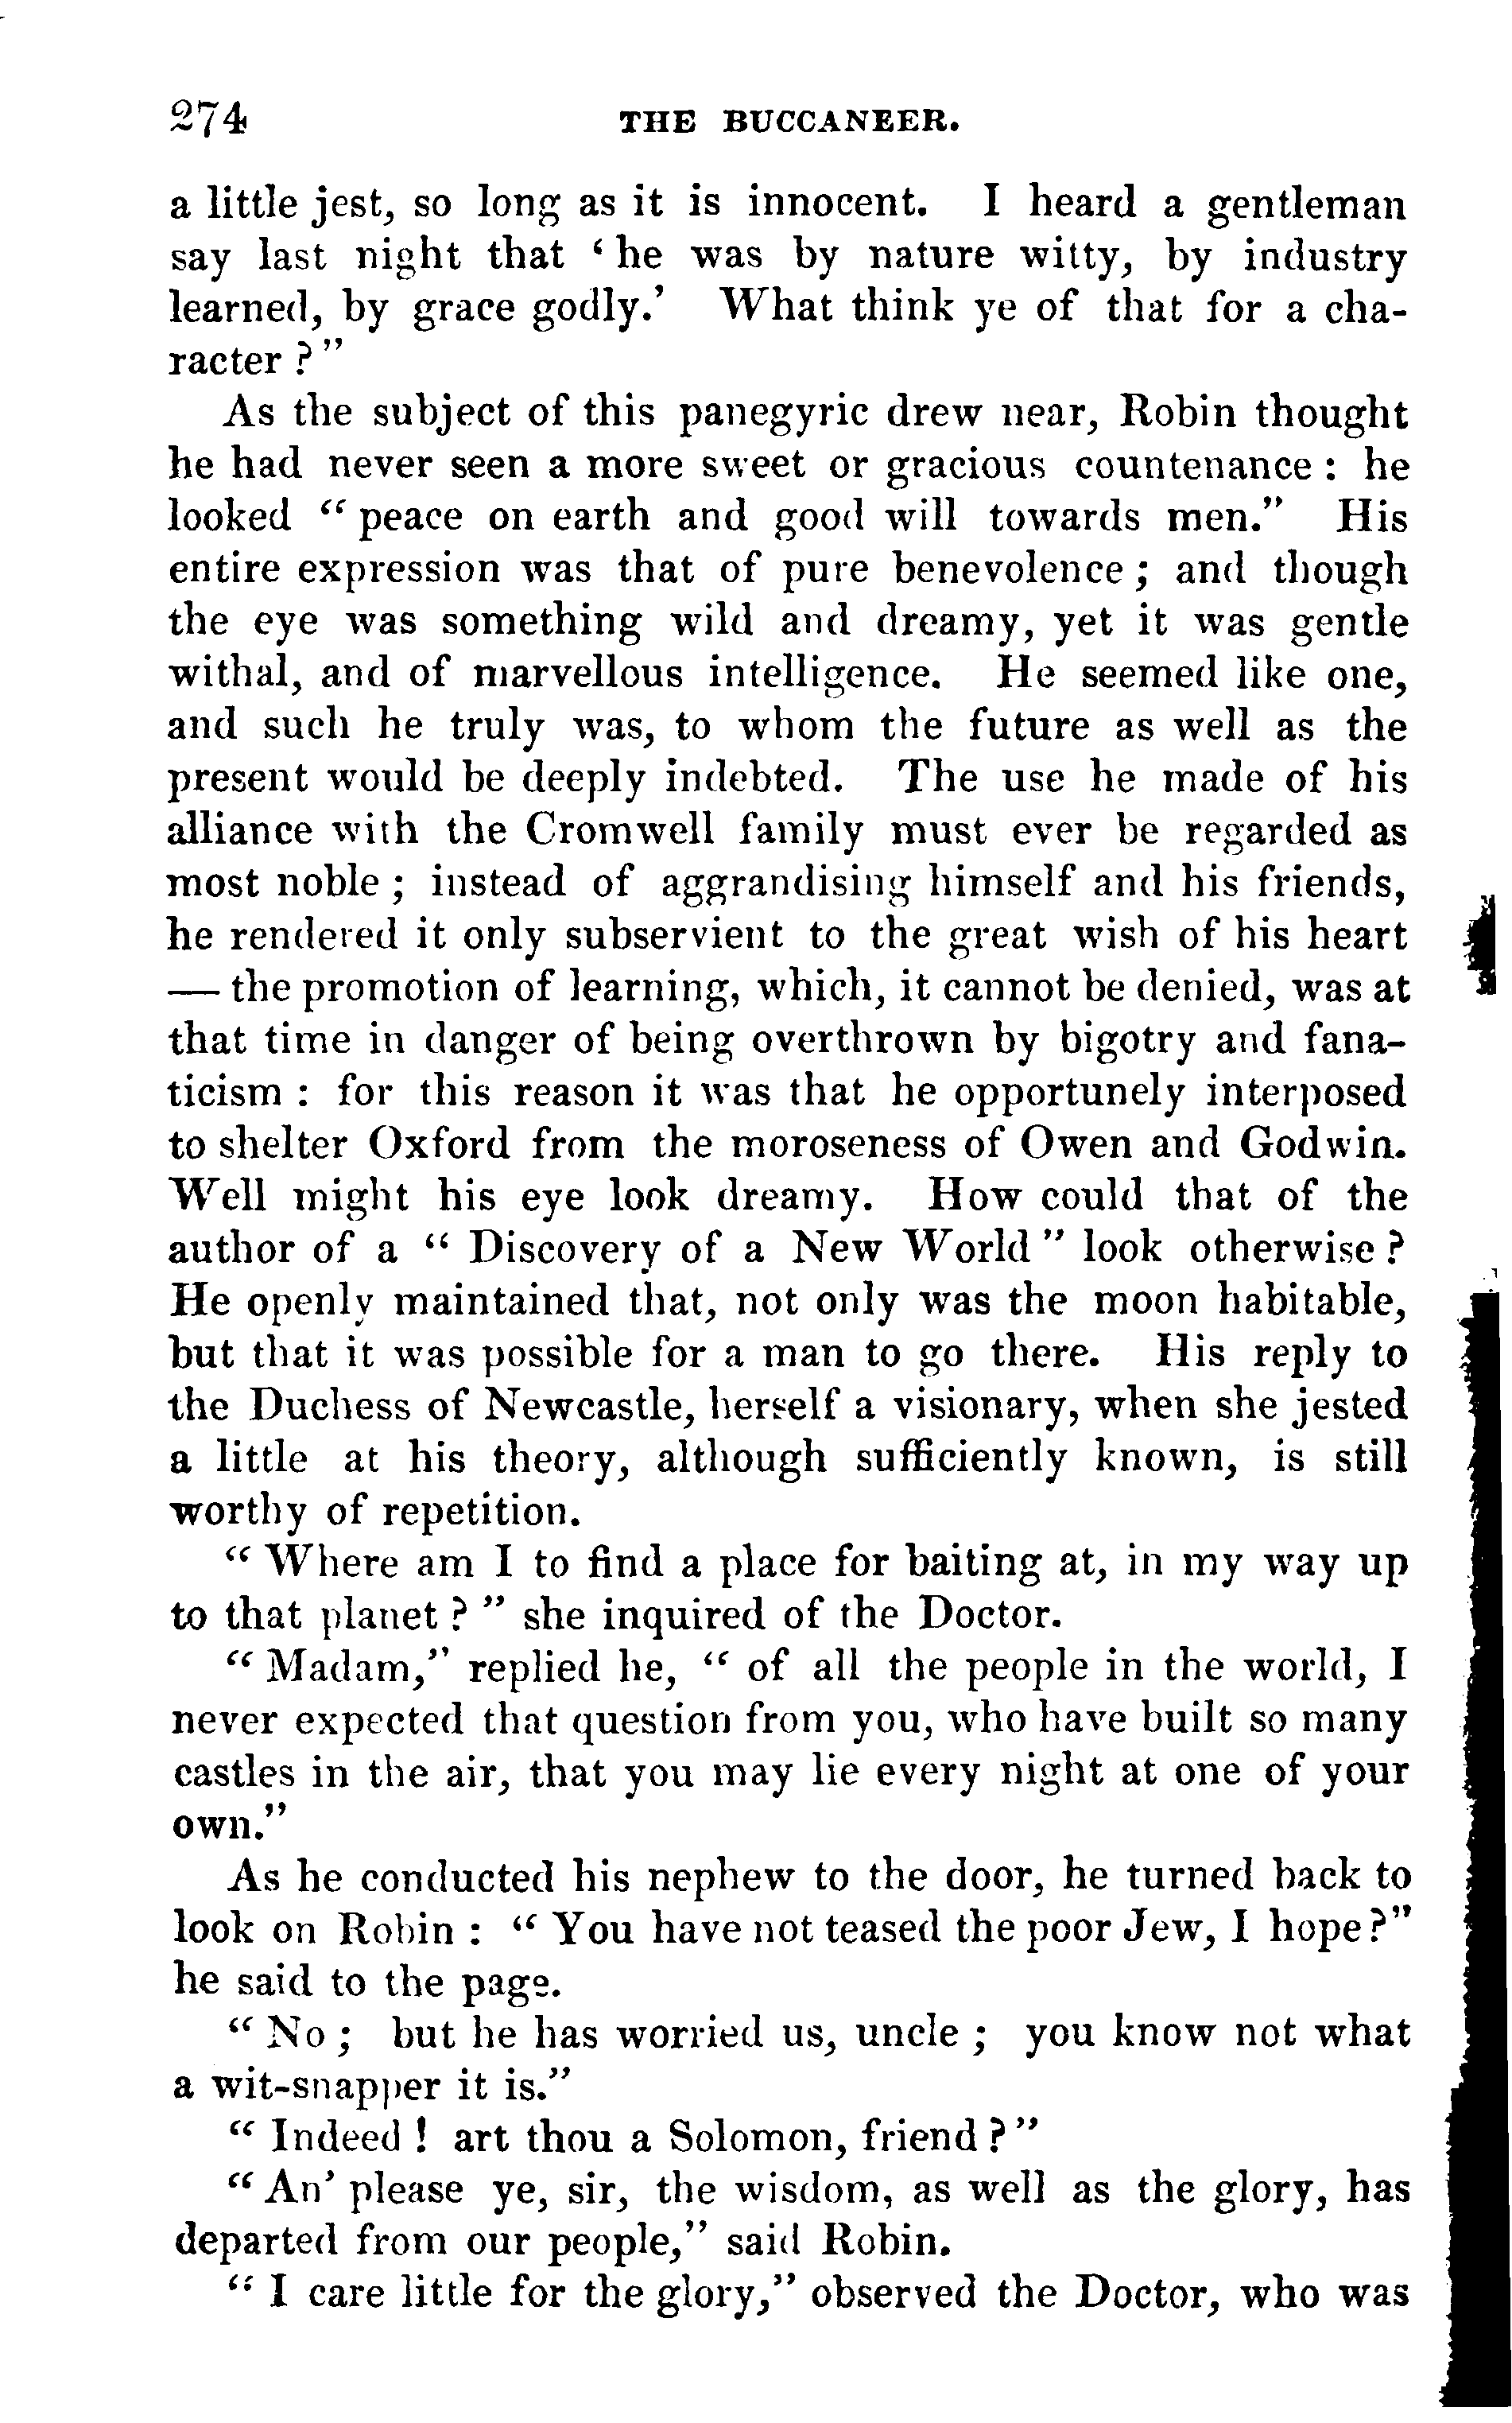 274 THE BUCCANEER.
a little jest, so long as it is innocent. I heard a gentleman
say last night that ‘he was by nature witty, by industry
learned, by grace godly.’ What think ye of that for a cha-
racter ?”
As the subject of this panegyric drew near, Robin thought
he had never seen a more sweet or gracious countenance : he
looked “ peace on earth and good will towards men.” His
entire expression was that of pure benevolence ; and though
the eye was something wild and dreamy, yet it was gentle
withal, and of marvellous intelligence. He seemed like one,
and such he truly was, to whom the future as well as the
present would be deeply indebted. The use he made of his
alliance with the Cromwell family must ever be regarded as
most noble ; instead of aggrandising himself and his friends,
he rendered it only subservient to the great wish of his heart
— the promotion of learning, which, it cannot be denied, was at
that time in danger of being overthrown by bigotry and fana-
ticism : for this reason it was that he opportunely interposed
to shelter Oxford from the moroseness of Owen and Godwin.
Well might his eye look dreamy. How could that of the
author of a “ Discovery of a New World ” look otherwise ?
He openly maintained that, not only was the moon habitable,
but that it was possible for a man to go there. His reply to
the Duchess of Newcastle, herself a visionary, when she jested
a little at his theory, although sufficiently known, is still
worthy of repetition.
“ Where am I to find a place for baiting at, in my way up
to that planet ? ” she inquired of the Doctor.
“ Madam,” replied he, “ of all the people in the world, I
never expected that question from you, who have built so many
castles in the air, that you may lie every night at one of your
own.”
As he conducted his nephew to the door, he turned back to
look on Robin : “ You have not teased the poor Jew, I hope?”
he said to the page.
“ No ; but he has worried us, uncle ; you know not what
a wit-snapper it is.”
“ Indeed ! art thou a Solomon, friend ? ”
“ An’ please ye, sir, the wisdom, as well as the glory, has
departed from our people,” said Robin.
“ I care little for the glory,” observed the Doctor, who was